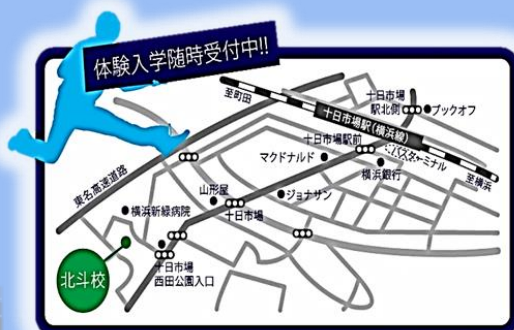 体験入学随時受付中!!
至町田
十日市場
駅北側
ブックオフ
十日市場駅(横浜線)
十日市場駅前
バスターミナル
マクドナルド
横浜銀行
至横浜
東名高速道路
山形屋
ジョナサン
横浜新緑病院
十日市場
北斗校
十日市場
西田公園入口